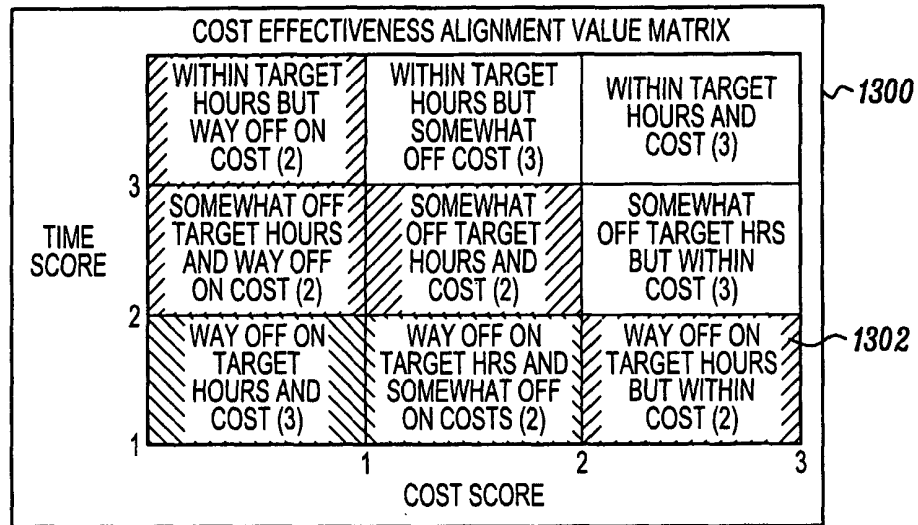 COST EFFECTIVENESS ALIGNMENT VALUE MATRIX
WITHIN TARGET
HOURS BUT
WAY OFF ON
COST (2)
WITHIN TARGET
HOURS BUT
SOMEWHAT
OFF COST (3)
WITHIN TARGET
HOURS AND
COST (3)
1300
3
TIME
SCORE
SOMEWHAT OFF
TARGET HOURS
AND WAY OFF
ON COST (2)
SOMEWHAT
OFF TARGET
HOURS AND
COST (2)
SOMEWHAT
OFF TARGET HRS
BUT WITHIN
COST (3)
2
WAY OFF ON
TARGET
HOURS AND
COST (3)
WAY OFF ON
TARGET HRS AND
SOMEWHAT OFF
ON COSTS (2)
WAY OFF ON
TARGET HOURS
BUT WITHIN
COST (2)
1302
1
1
2
3
COST SCORE